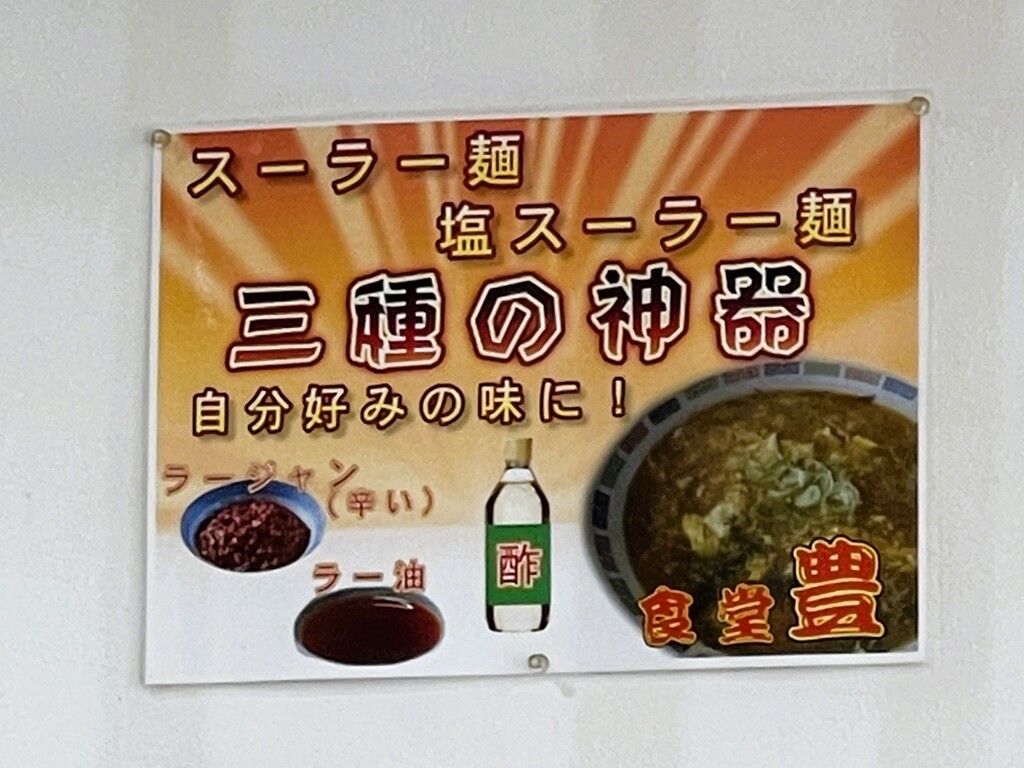 スーラー麺
塩スーラー麺
三種の神器
自分好みの味に！
ラージャン
（辛い）
ラー油
酢
食堂豊